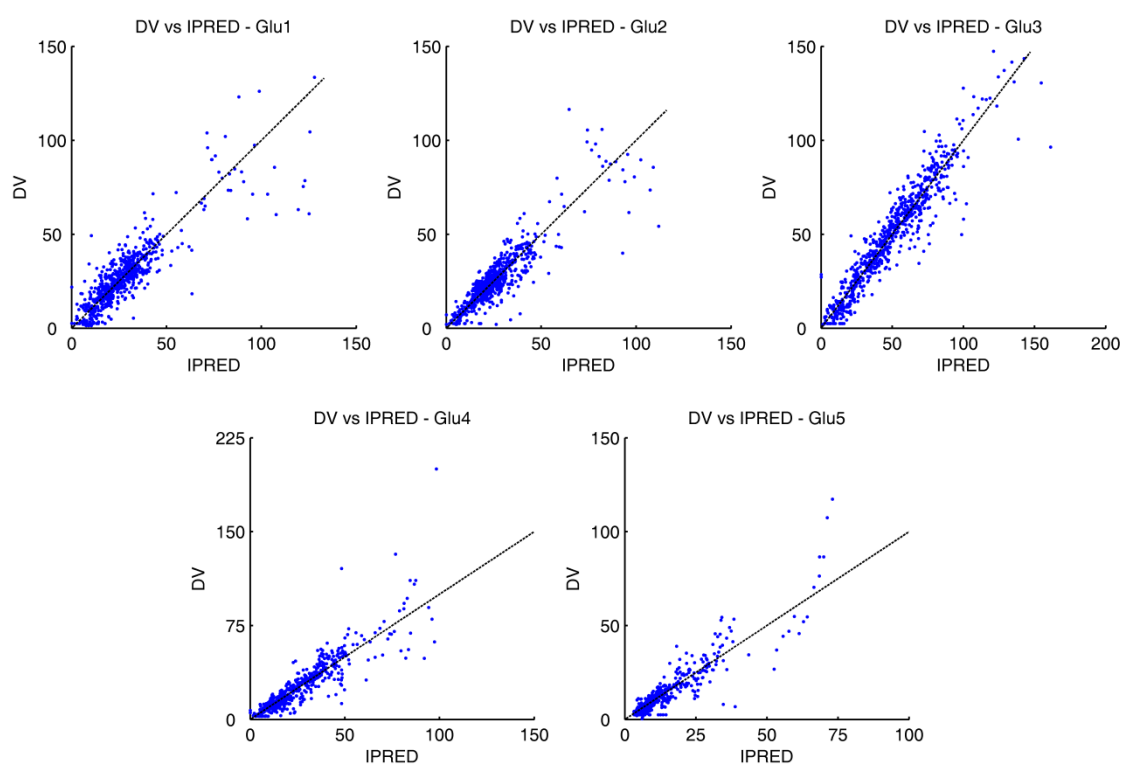 DV vs IPRED - Glu1
DV vs IPRED - Glu2
DV vs IPRED - Glu3
150
100
50
0
DV
0 50 100 150
IPRED
150
100
50
0
DV
0 50 100 150
IPRED
150
100
50
0
DV
0 50 100 150 200
IPRED
DV vs IPRED - Glu4
DV vs IPRED - Glu5
225
150
75
0
DV
0 50 100 150
IPRED
150
100
50
0
DV
0 25 50 75 100
IPRED